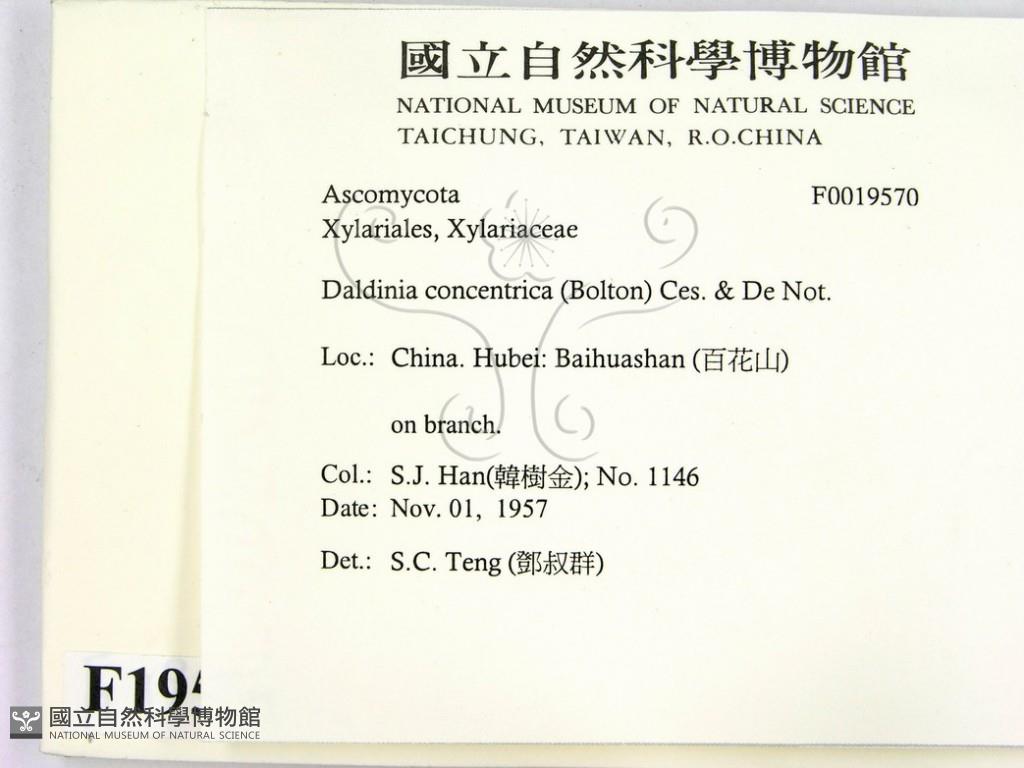 國立自然科學博物館
NATIONAL MUSEUM OF NATURAL SCIENCE
TAICHUNG, TAIWAN, R.O.CHINA
Ascomycota F0019570
Xylariales, Xylariaceae
Daldinia concentrica (Bolton) Ces. & De Not.
Loc.: China. Hubei: Baihuashan (百花山)
on branch.
Col.: S.J. Han(韓樹金); No. 1146
Date: Nov. 01, 1957
Det.: S.C. Teng (鄧叔群)
F195
國立自然科學博物館
NATIONAL MUSEUM OF NATURAL SCIENCE